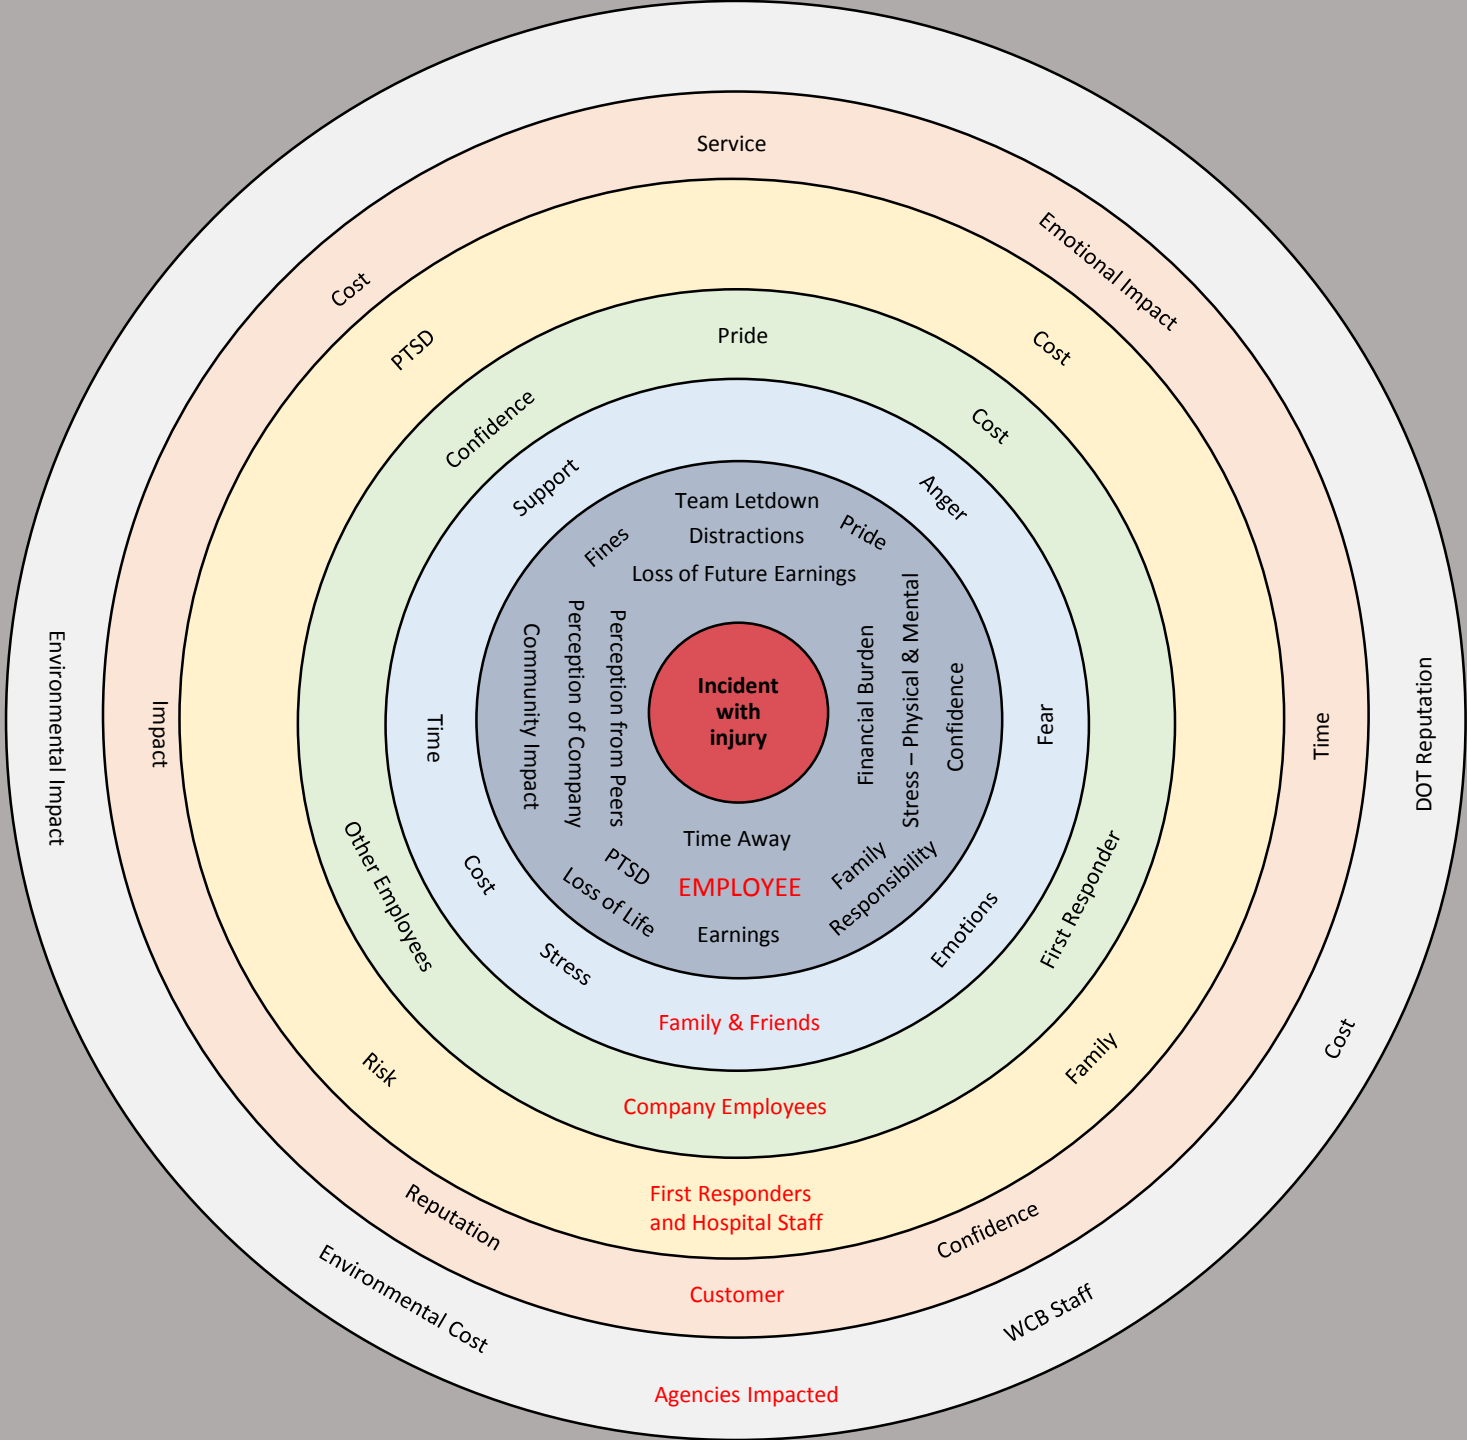 Service
Emotional Impact
Cost
PTSD
Pride
Cost
Confidence
Cost
Support
Anger
Team Letdown
Fines
Distractions
Pride
Loss of Future Earnings
Environmental Impact
Impact
Time
Community Impact
Perception of Company
Perception from Peers
Incident
with
injury
Financial Burden
Stress – Physical & Mental
Confidence
Fear
Time
DOT Reputation
Time Away
PTSD
EMPLOYEE
Family
Responsibility
Loss of Life
Earnings
Other Employees
Cost
Emotions
First Responder
Stress
Family & Friends
Risk
Family
Cost
Company Employees
First Responders
and Hospital Staff
Reputation
Confidence
Customer
Environmental Cost
WCB Staff
Agencies Impacted